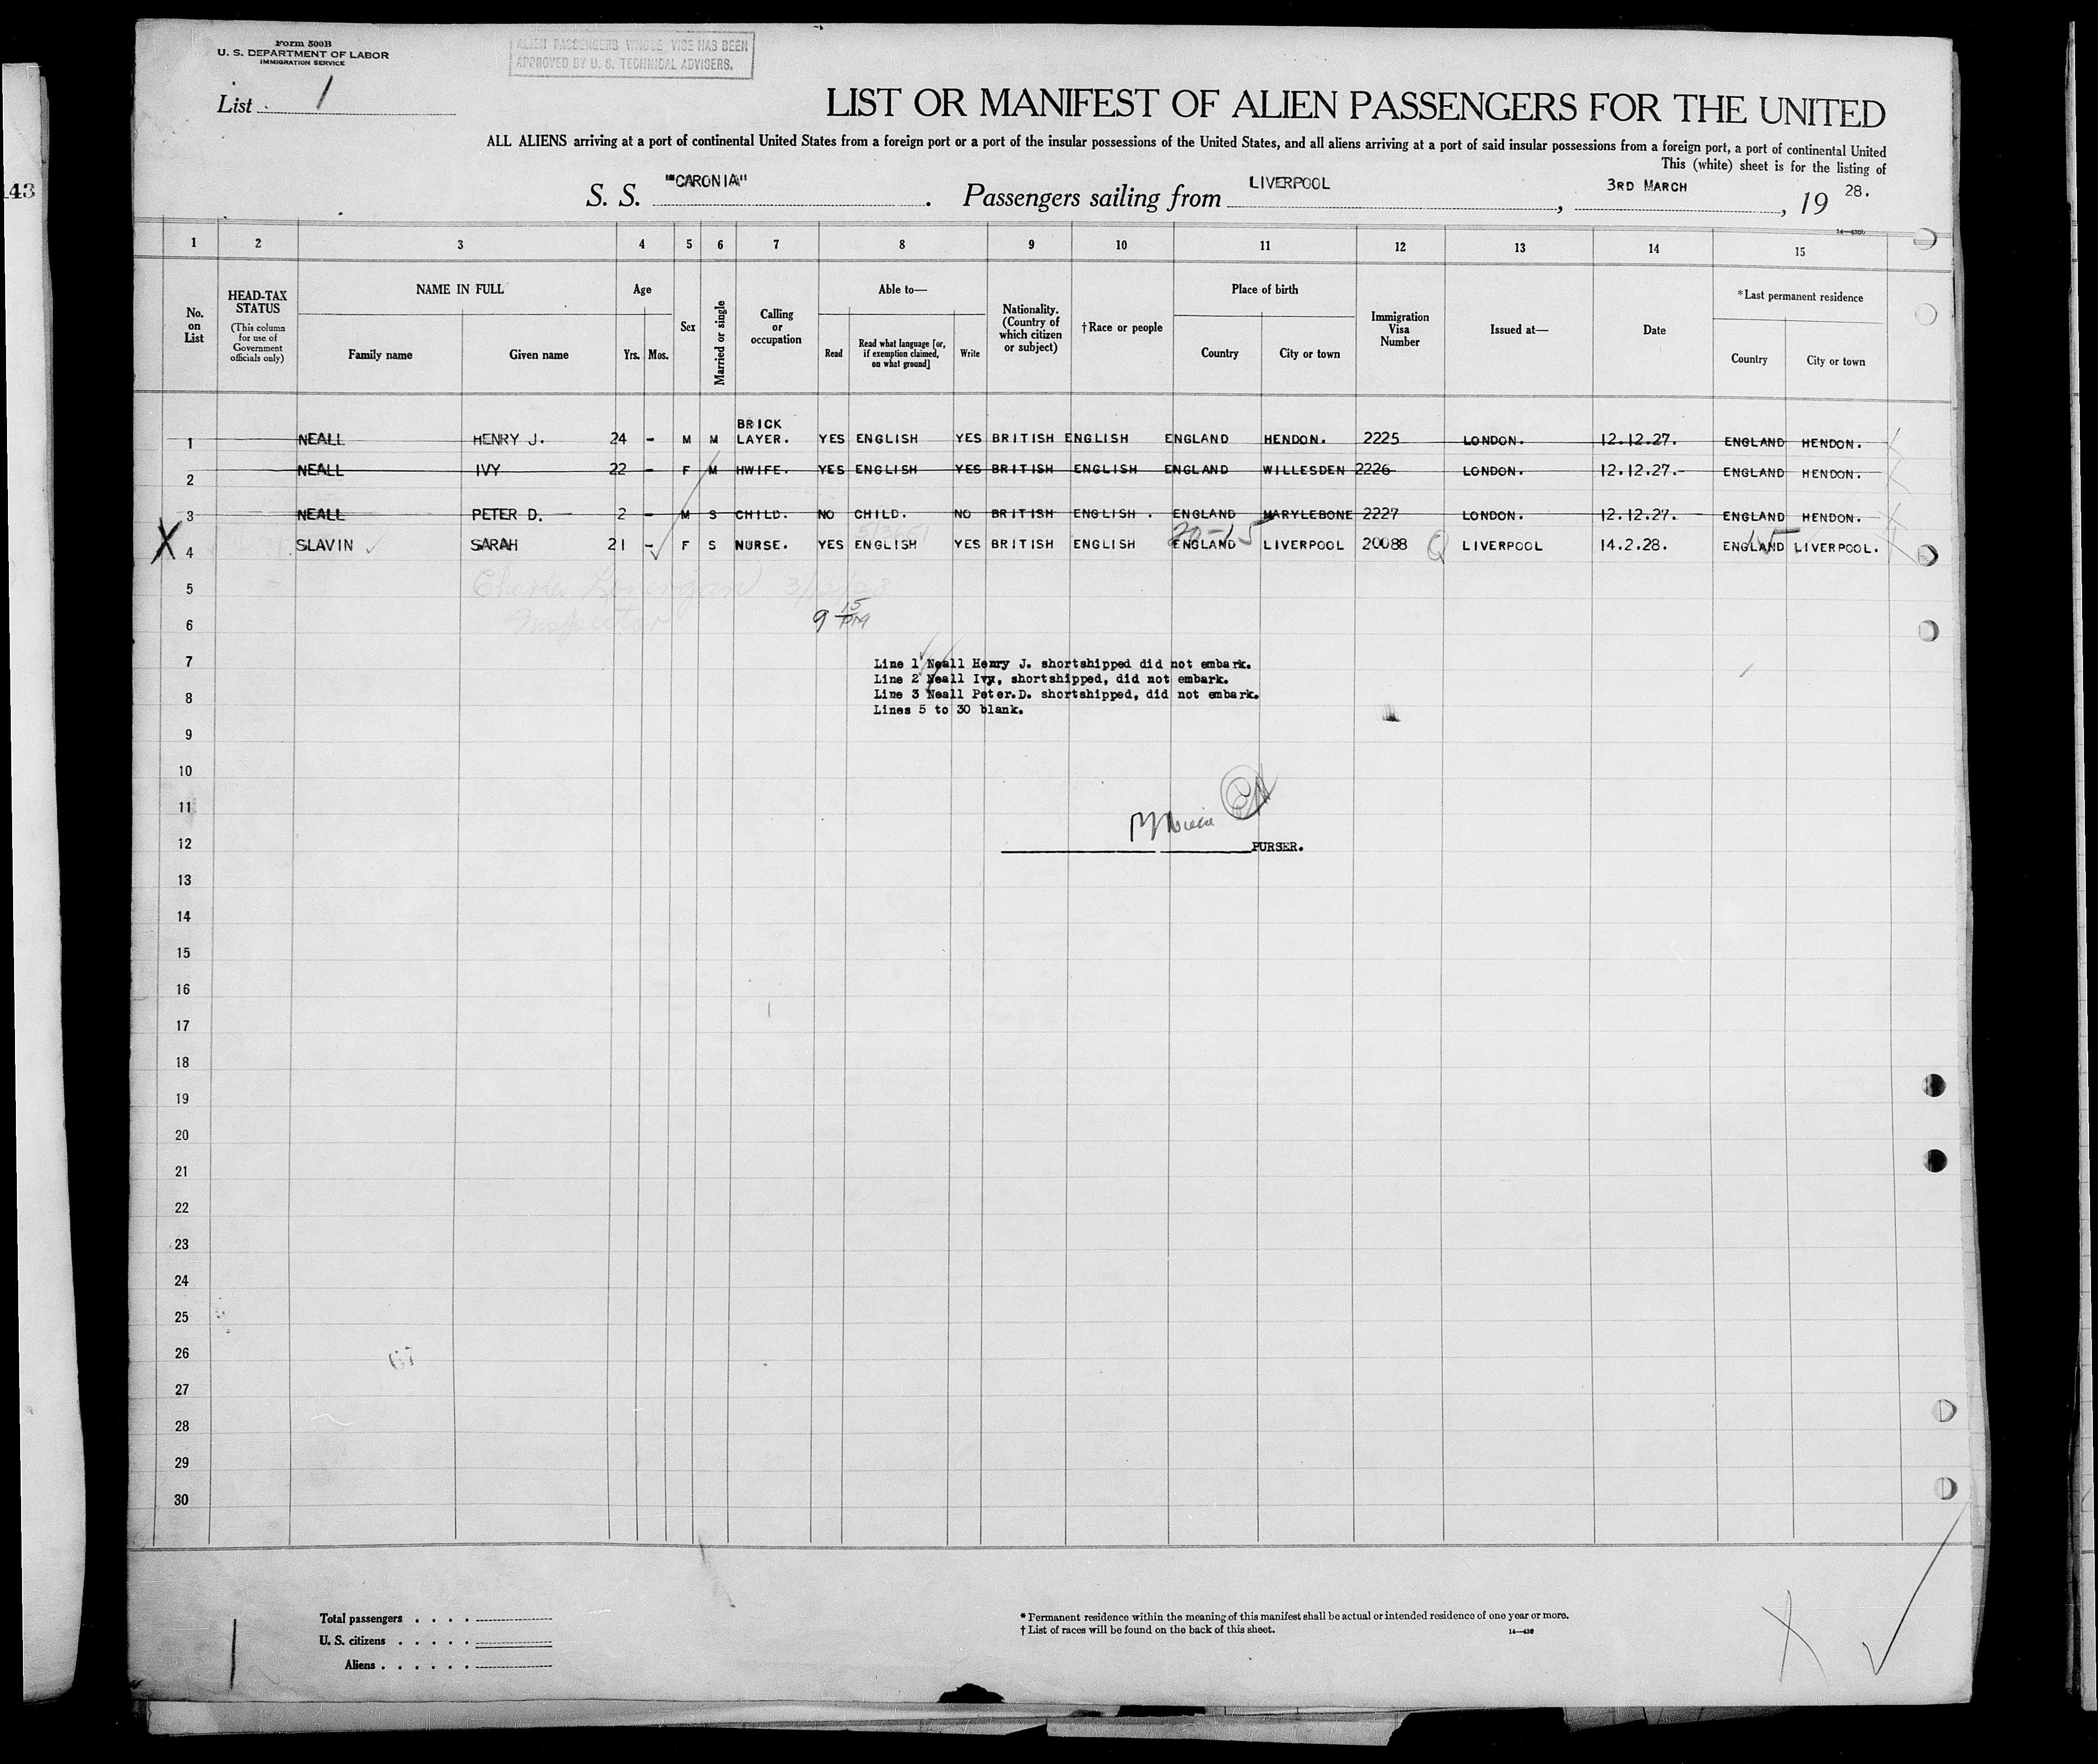 143
Form 500B
U. S. DEPARTMENT OF LABOR
IMMIGRATION SERVICE
ALIEN PASSENGERS WHOSE VICE HAS BEEN
APPROVED BY U. S. TECHNICAL ADVISERS.
List 1
LIST OR MANIFEST OF ALIEN PASSENGERS FOR THE UNITED
ALL ALIENS arriving at a port of continental United States from a foreign port or a port of the insular possessions of the United States, and all aliens arriving at a port of said insular possessions from a foreign port, a port of continental United
This (white) sheet is for the listing of
S. S. "CARONIA". Passengers sailing from LIVERPOOL, 3RD MARCH, 19 28.
14—430b
1 2 3 4 5 6 7 8 9 10 11 12 13 14 15
No. on List
HEAD-TAX STATUS
(This column for use of Government officials only)
NAME IN FULL
Family name
Given name
Age
Yrs.
Mos.
Sex
Married or single
Calling or occupation
Able to—
Read
Read what language [or, if exemption claimed, on what ground]
Write
Nationality. (Country of which citizen or subject)
†Race or people
Place of birth
Country
City or town
Immigration Visa Number
Issued at—
Date
*Last permanent residence
Country
City or town
1 NEALL HENRY J. 24 - M M BRICK LAYER. YES ENGLISH YES BRITISH ENGLISH ENGLAND HENDON. 2225 LONDON. 12.12.27. ENGLAND HENDON.
2 NEALL IVY 22 - F M HWIFE. YES ENGLISH YES BRITISH ENGLISH ENGLAND WILLESDEN 2226 LONDON. 12.12.27.- ENGLAND HENDON.
3 NEALL PETER D. 2 - M S CHILD. NO CHILD. NO BRITISH ENGLISH . ENGLAND MARYLEBONE 2227 LONDON. 12.12.27. ENGLAND HENDON.
20-15
15
X 4 SLAVIN SARAH 21 - F S NURSE. YES ENGLISH YES BRITISH ENGLISH ENGLAND LIVERPOOL 20088 Q LIVERPOOL 14.2.28. ENGLAND LIVERPOOL.
5 Charles Lonergan
6 Inspector
9 15 PM
7
Line 1 Neall Henry J. shortshipped did not embark.
Line 2 Neall Ivy, shortshipped, did not embark.
8
Line 3 Neall Peter.D. shortshipped, did not embark.
Lines 5 to 30 blank.
9
10
11
12
PURSER.
13
14
15
16
17
18
19
20
21
22
23
24
25
26
67
27
28
29
30
Total passengers . . . .
U. S. citizens . . . . .
Aliens . . . . . .
* Permanent residence within the meaning of this manifest shall be actual or intended residence of one year or more.
† List of races will be found on the back of this sheet.
14—430
X